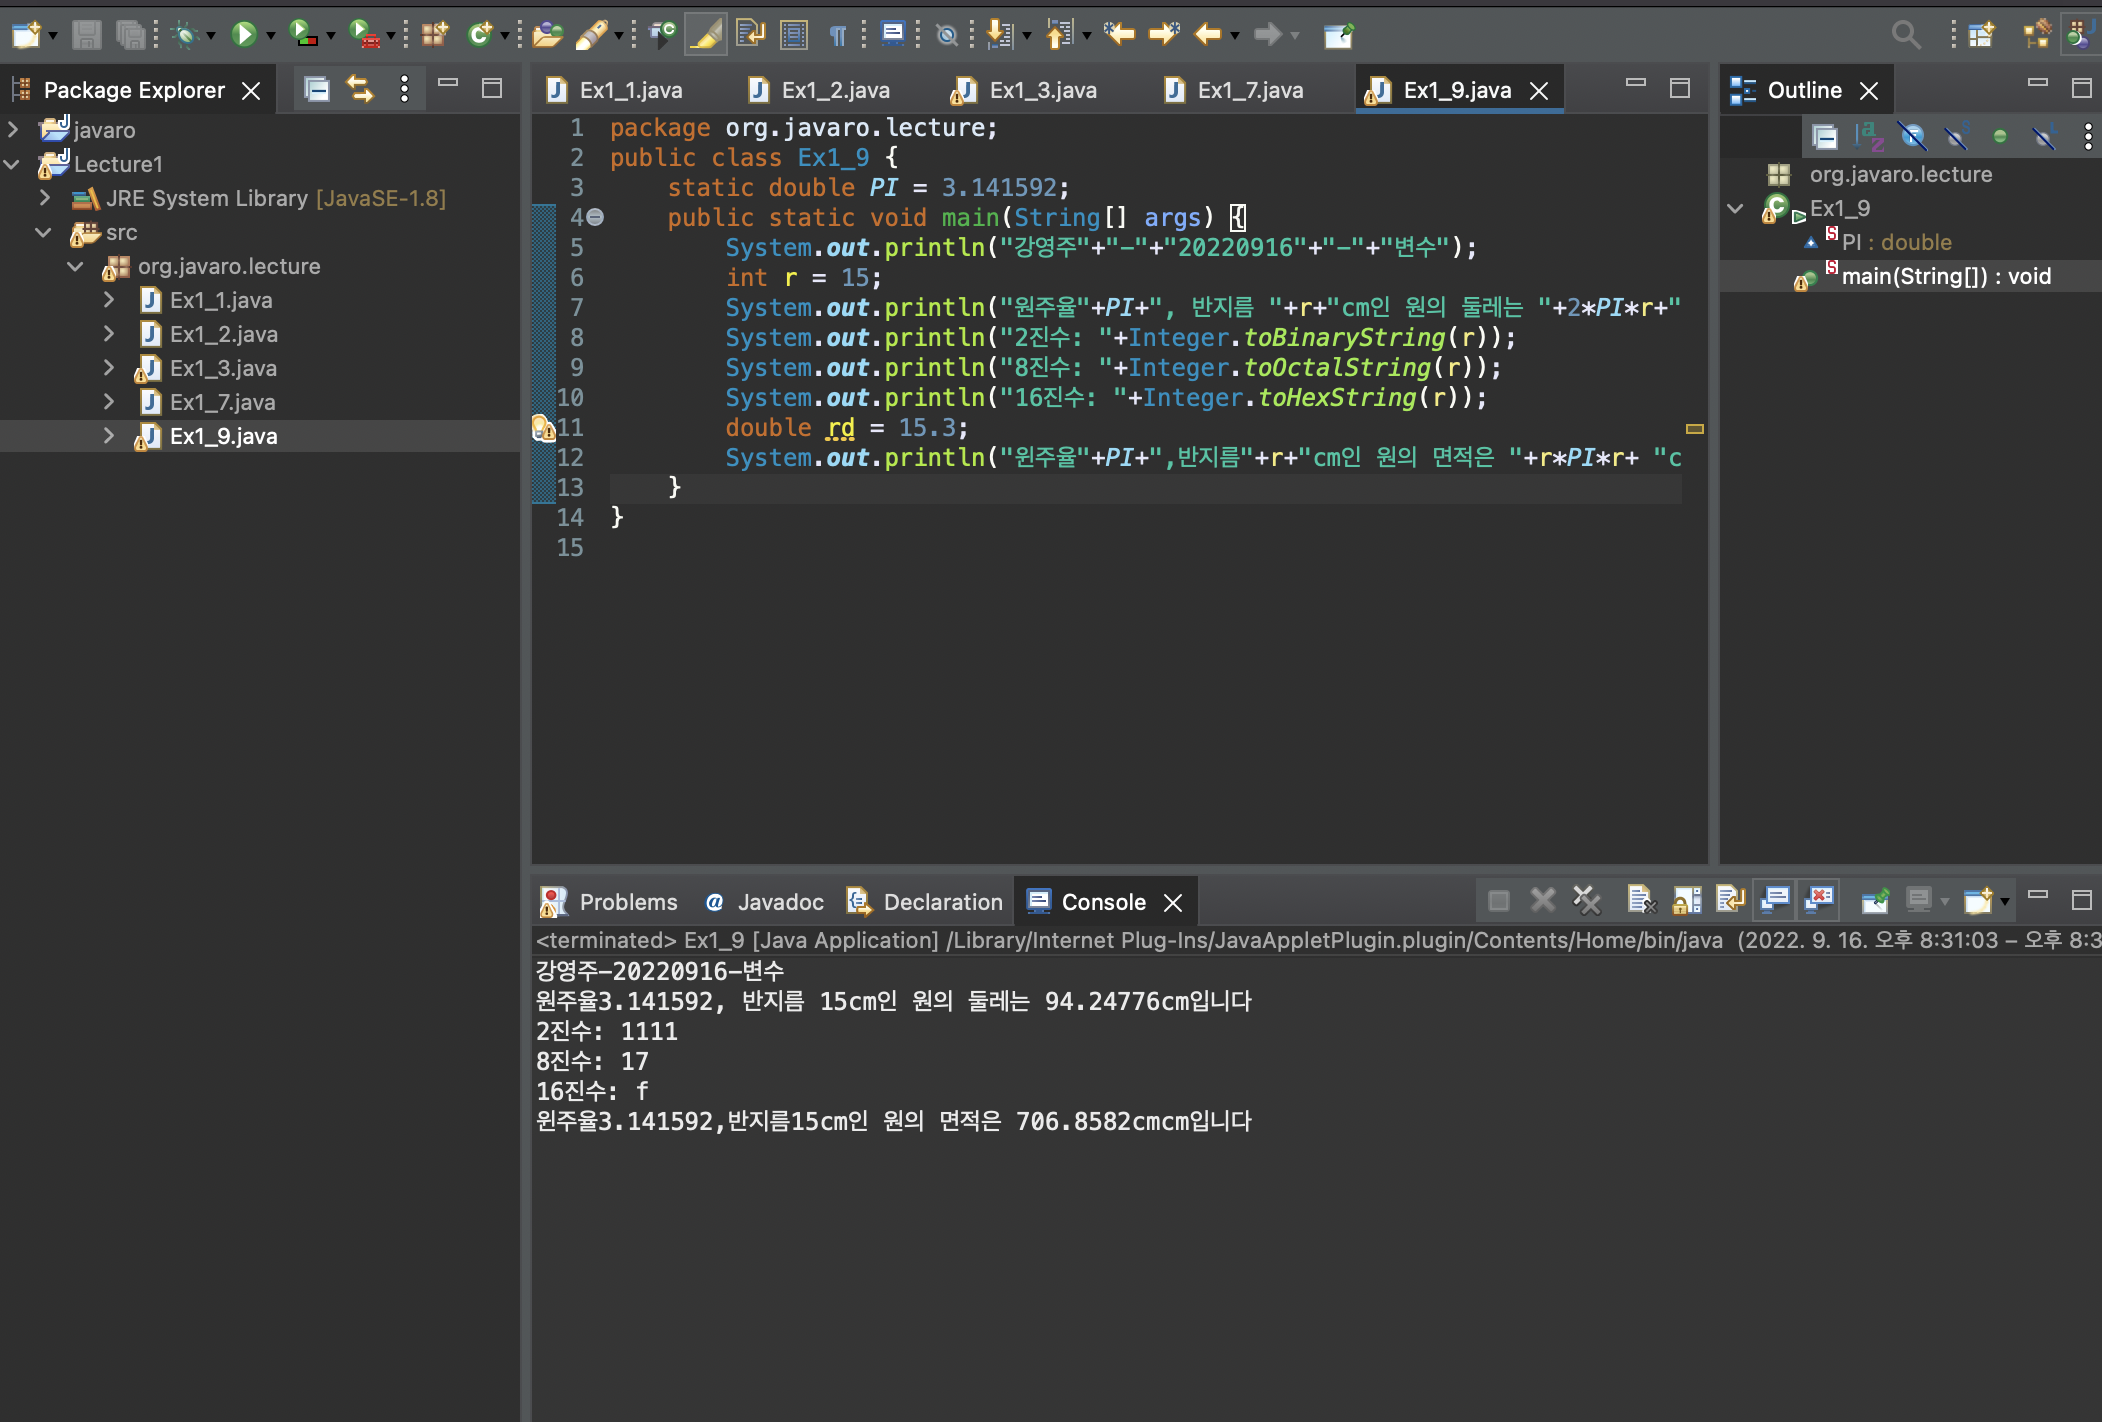 Package Explorer
javaro
Lecture1
JRE System Library [JavaSE-1.8]
src
org.javaro.lecture
Ex1_1.java
Ex1_2.java
Ex1_3.java
Ex1_7.java
Ex1_9.java
Ex1_1.java Ex1_2.java Ex1_3.java Ex1_7.java Ex1_9.java
1 package org.javaro.lecture;
2 public class Ex1_9 {
3 static double PI = 3.141592;
4 public static void main(String[] args) {
5 System.out.println("강영주"+"-"+"20220916"+"-"+"변수");
6 int r = 15;
7 System.out.println("원주율"+PI+", 반지름 "+r+"cm인 원의 둘레는 "+2*PI*r+"
8 System.out.println("2진수: "+Integer.toBinaryString(r));
9 System.out.println("8진수: "+Integer.toOctalString(r));
10 System.out.println("16진수: "+Integer.toHexString(r));
11 double rd = 15.3;
12 System.out.println("윈주율"+PI+",반지름"+r+"cm인 원의 면적은 "+r*PI*r+ "c
13 }
14 }
15
Outline
org.javaro.lecture
Ex1_9
PI : double
main(String[]) : void
Problems Javadoc Declaration Console
<terminated> Ex1_9 [Java Application] /Library/Internet Plug-Ins/JavaAppletPlugin.plugin/Contents/Home/bin/java (2022. 9. 16. 오후 8:31:03 – 오후 8:3
강영주-20220916-변수
원주율3.141592, 반지름 15cm인 원의 둘레는 94.24776cm입니다
2진수: 1111
8진수: 17
16진수: f
윈주율3.141592,반지름15cm인 원의 면적은 706.8582cmcm입니다